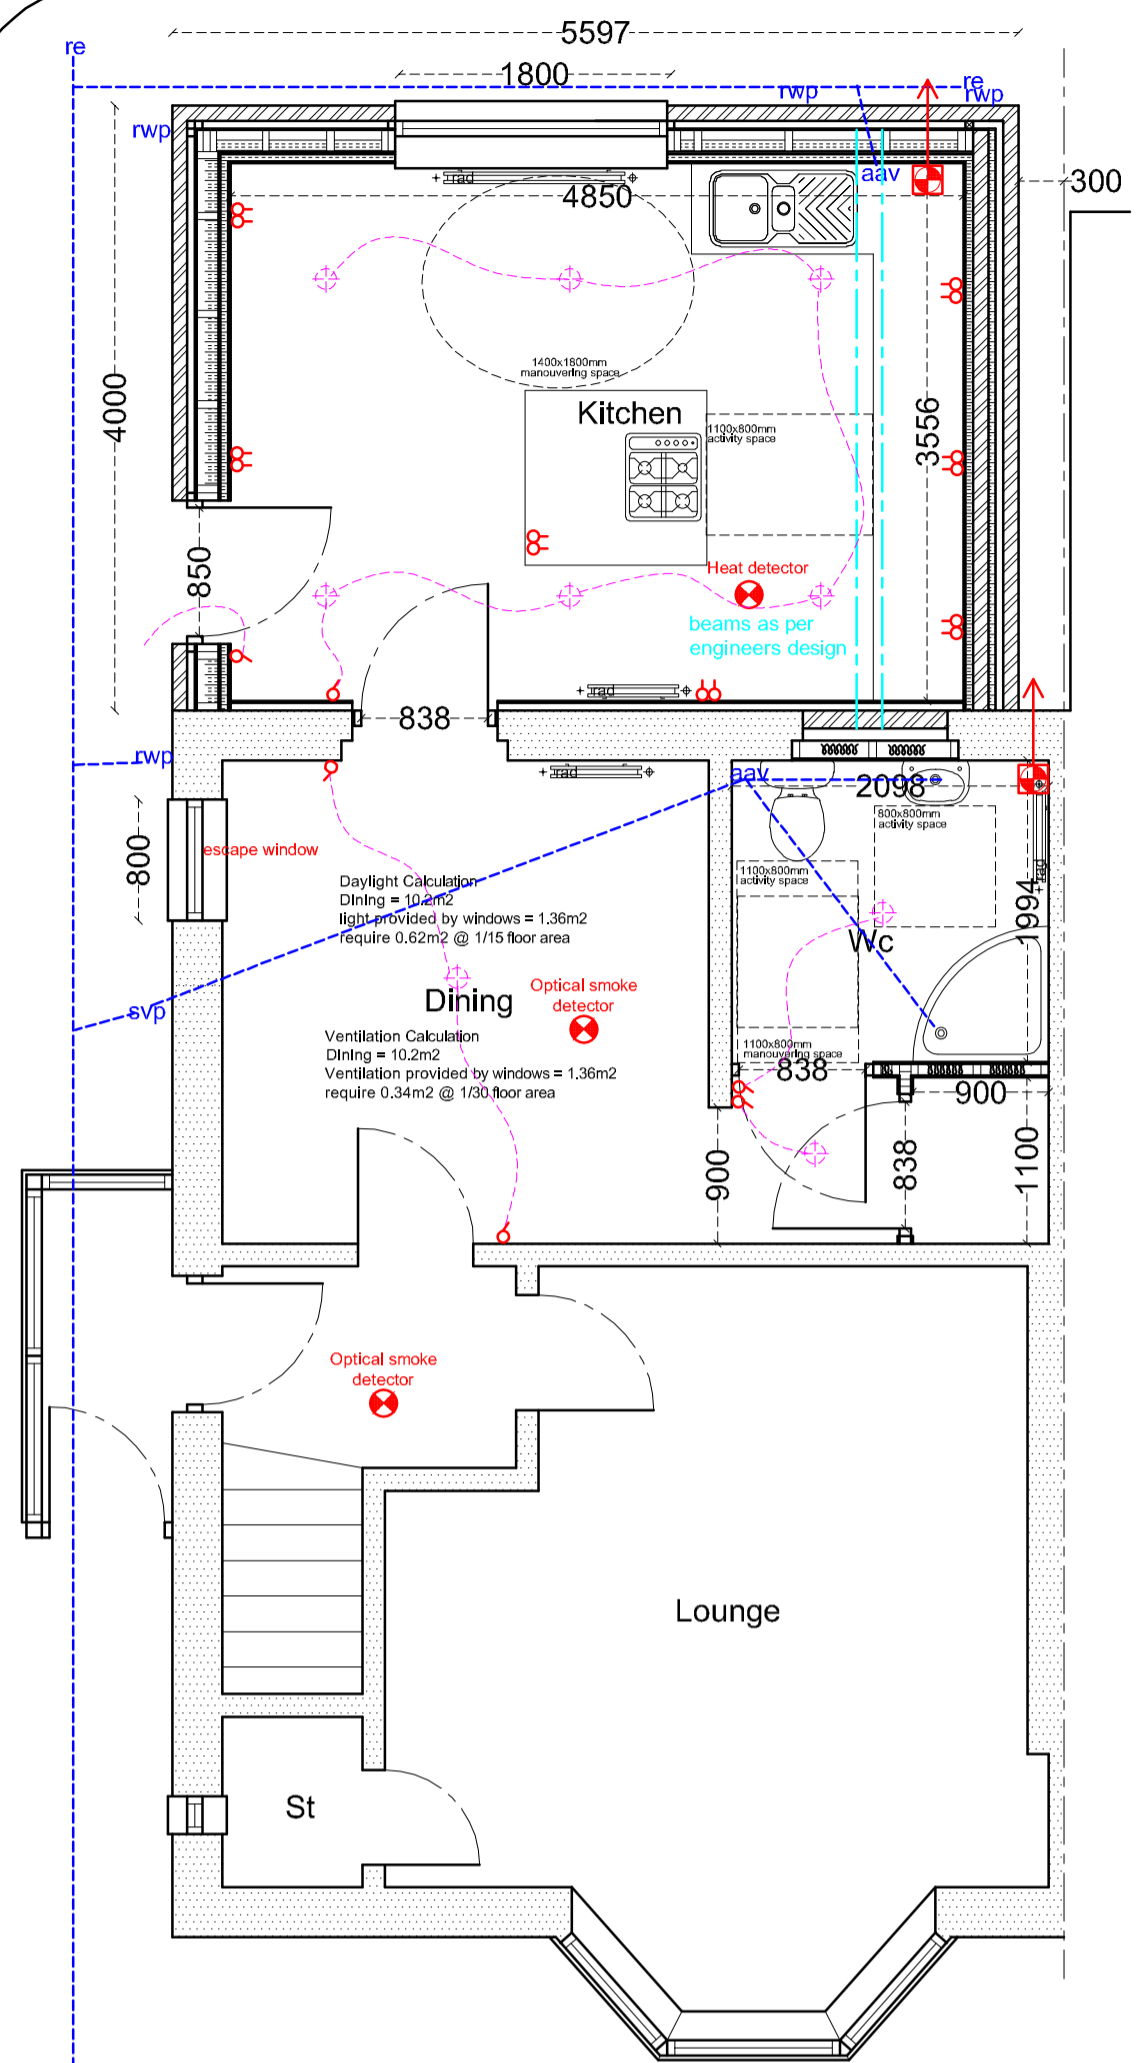 5597
re
1800
re
rwp
rwp
rwp
aav
rad
4850
300
1400x1800mm
manouvering space
Kitchen
1100x800mm
activity space
4000
3556
850
Heat detector
beams as per
engineers design
rad
838
rwp
rad
aav
2098
800
escape window
800x800mm
activity space
1100x800mm
activity space
rad
Daylight Calculation
Dining = 10.2m2
light provided by windows = 1.36m2
require 0.62m2 @ 1/15 floor area
1994
Wc
Dining
Optical smoke
detector
svp
Ventilation Calculation
Dining = 10.2m2
Ventilation provided by windows = 1.36m2
require 0.34m2 @ 1/30 floor area
1100x800mm
manouvering space
838
900
900
838
1100
Optical smoke
detector
Lounge
St